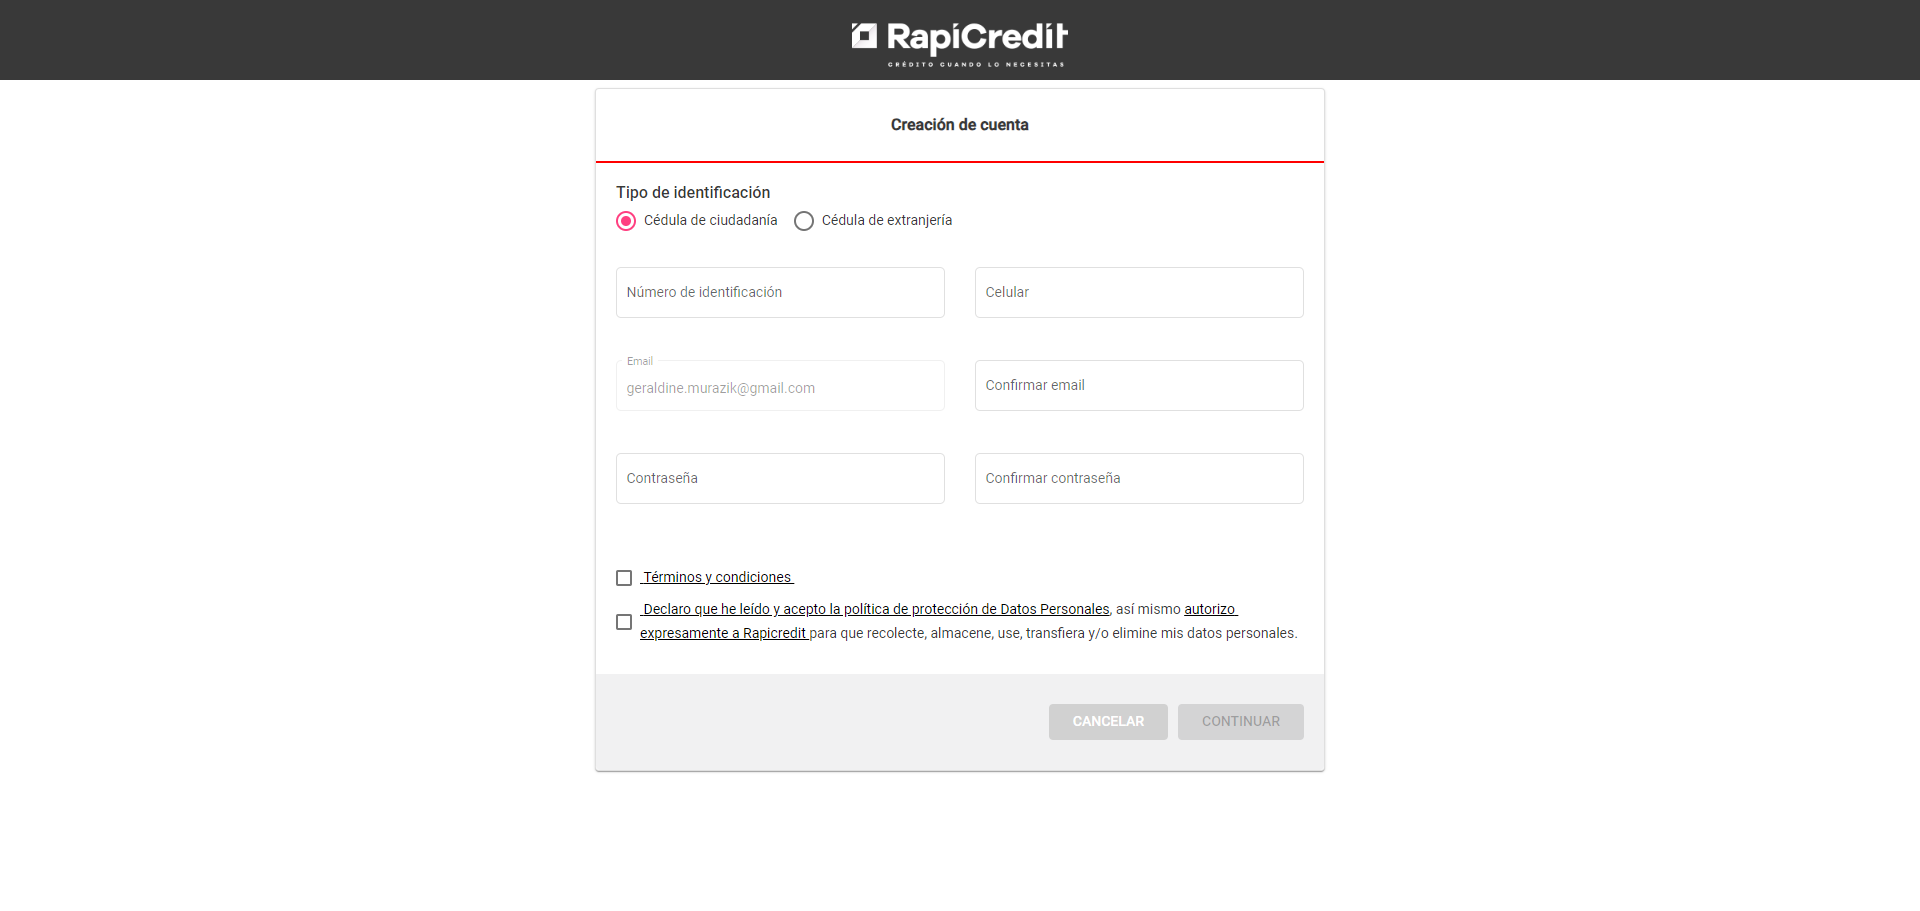 RapiCredit
CRÉDITO CUANDO LO NECESITAS
Creación de cuenta
Tipo de identificación
Cédula de ciudadanía
Cédula de extranjería
Número de identificación
Celular
Email
geraldine.murazik@gmail.com
Confirmar email
Contraseña
Confirmar contraseña
Términos y condiciones
Declaro que he leído y acepto la política de protección de Datos Personales, así mismo autorizo
expresamente a Rapicredit para que recolecte, almacene, use, transfiera y/o elimine mis datos personales.
CANCELAR
CONTINUAR